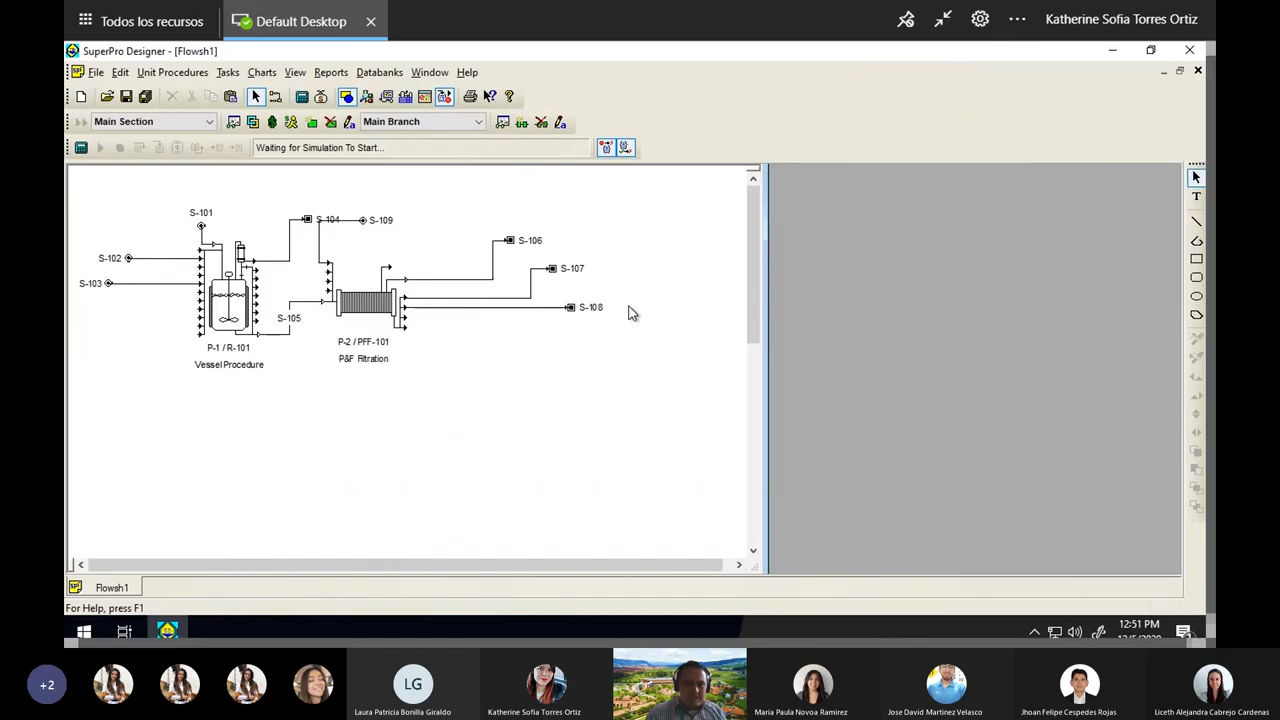 Todos los recursos
Default Desktop
Katherine Sofia Torres Ortiz
SuperPro Designer - [Flowsh1]
File Edit Unit Procedures Tasks Charts View Reports Databanks Window Help
Main Section
Main Branch
Waiting for Simulation To Start...
S-101
S-104
S-109
S-102
S-106
S-103
S-107
S-105
S-108
P-1 / R-101
Vessel Procedure
P-2 / PFF-101
P&F Filtration
T
Flowsh1
For Help, press F1
12:51 PM
+2
LG
Laura Patricia Bonilla Giraldo
Katherine Sofia Torres Ortiz
Maria Paula Novoa Ramirez
Jose David Martinez Velasco
Jhoan Felipe Cespedes Rojas
Liceth Alejandra Cabrejo Cardenas